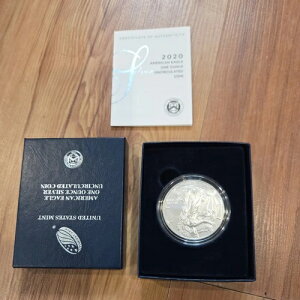 CERTIFICATE OF AUTHENTICITY
2020
AMERICAN EAGLE
ONE OUNCE
UNCIRCULATED
COIN
UNITED STATES MINT
AMERICAN EAGLE
ONE OUNCE SILVER
UNCIRCULATED COIN